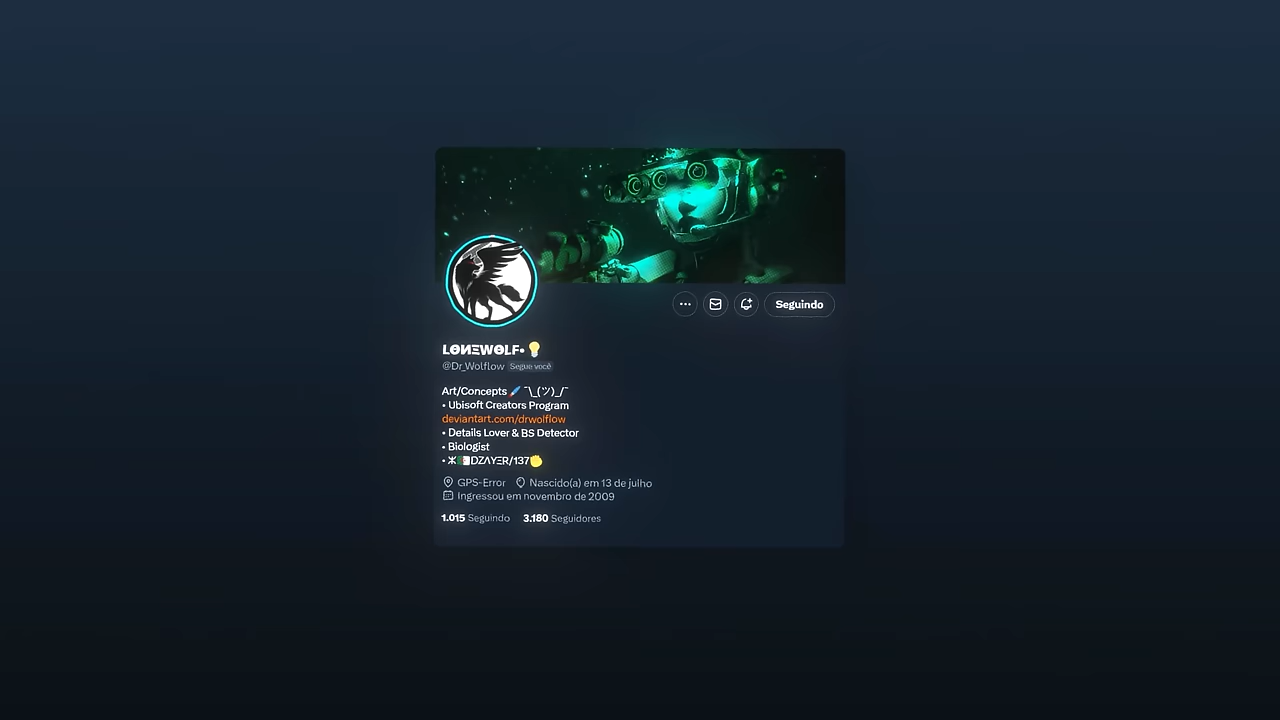 Seguindo
LΘИΞWΘLF• 💡
@Dr_Wolflow Segue você
Art/Concepts 🖌️ ¯\_(ツ)_/¯
• Ubisoft Creators Program
deviantart.com/drwolflow
• Details Lover & BS Detector
• Biologist
• ⵣ🇩🇿DZΛYΞR/137✊
GPS-Error Nascido(a) em 13 de julho
Ingressou em novembro de 2009
1.015 Seguindo 3.180 Seguidores